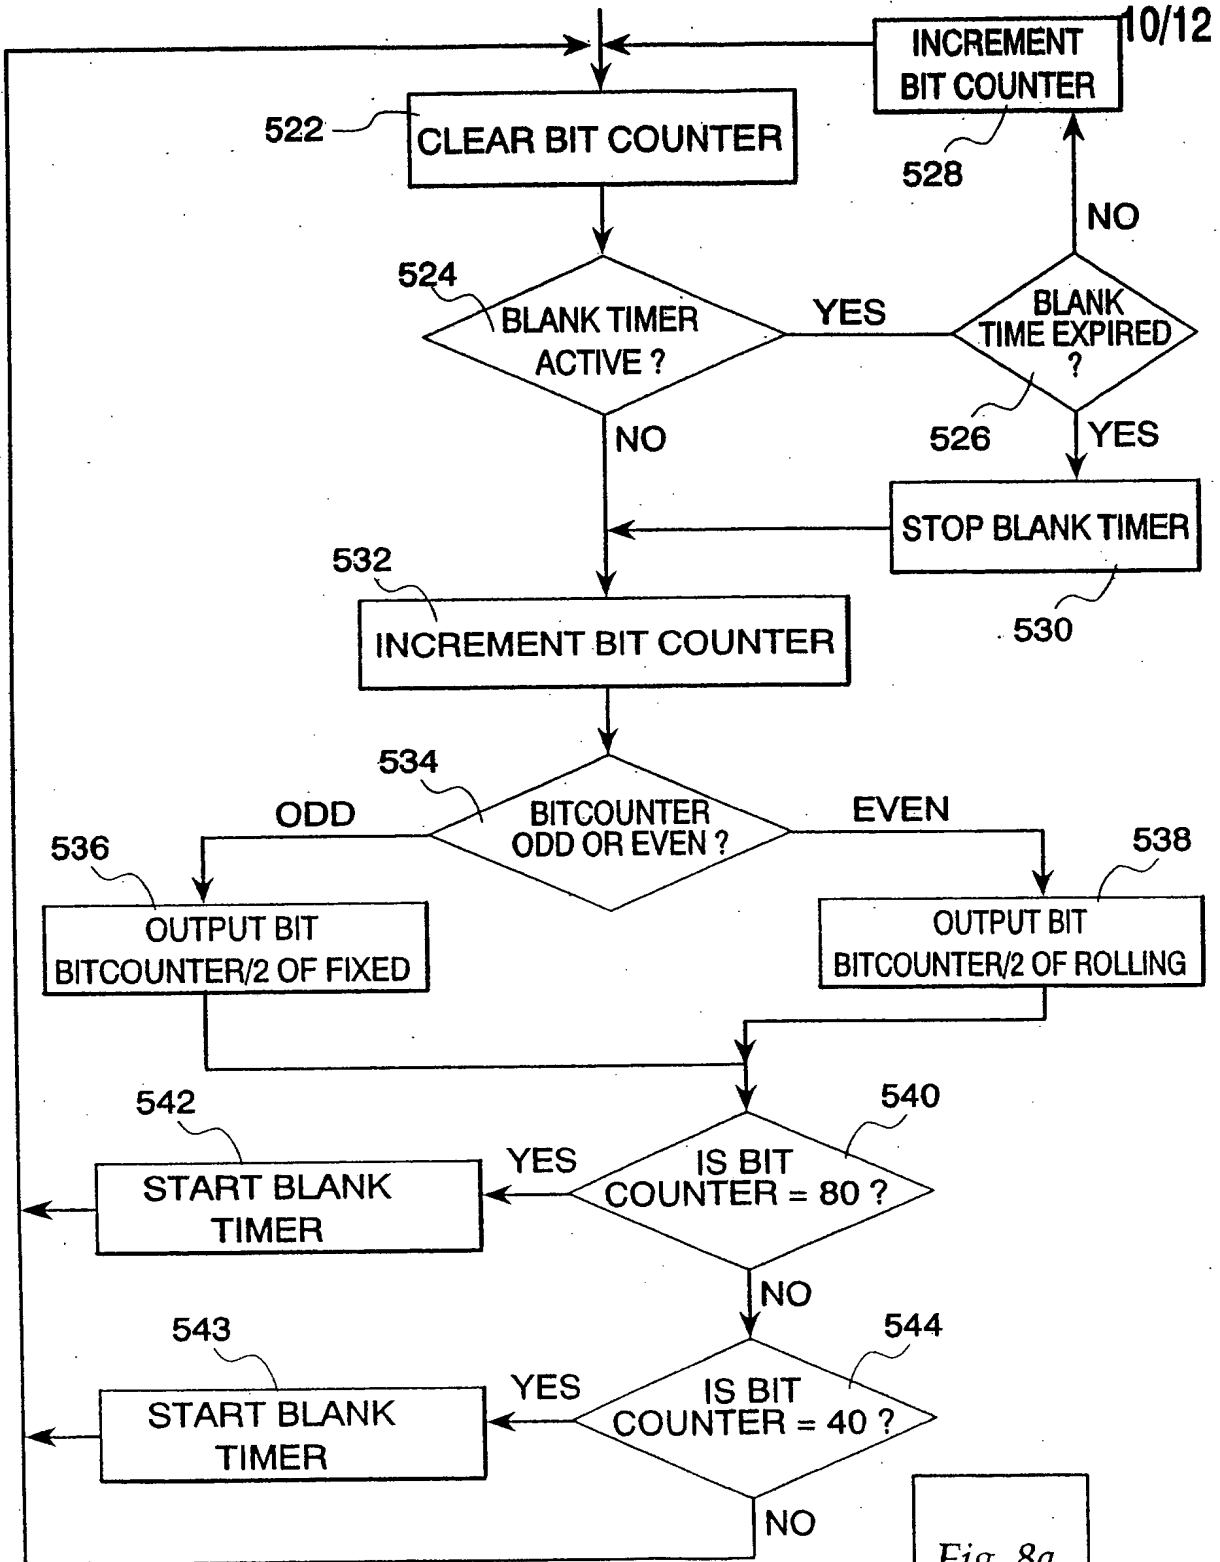 10/12
INCREMENT
BIT COUNTER
528
522
CLEAR BIT COUNTER
NO
524
BLANK TIMER
ACTIVE ?
YES
BLANK
TIME EXPIRED
?
526
YES
NO
STOP BLANK TIMER
530
532
INCREMENT BIT COUNTER
534
BITCOUNTER
ODD OR EVEN ?
ODD
EVEN
536
OUTPUT BIT
BITCOUNTER/2 OF FIXED
538
OUTPUT BIT
BITCOUNTER/2 OF ROLLING
540
IS BIT
COUNTER = 80 ?
YES
542
START BLANK
TIMER
NO
544
IS BIT
COUNTER = 40 ?
YES
543
START BLANK
TIMER
NO
Fig. 8a